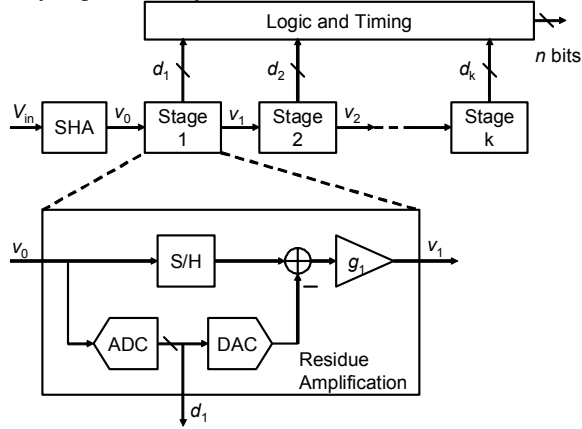 Logic and Timing
n bits
d1
d2
dk
Vin
SHA
v0
Stage
1
v1
Stage
2
v2
Stage
k
v0
S/H
g1
v1
ADC
DAC
Residue
Amplification
d1